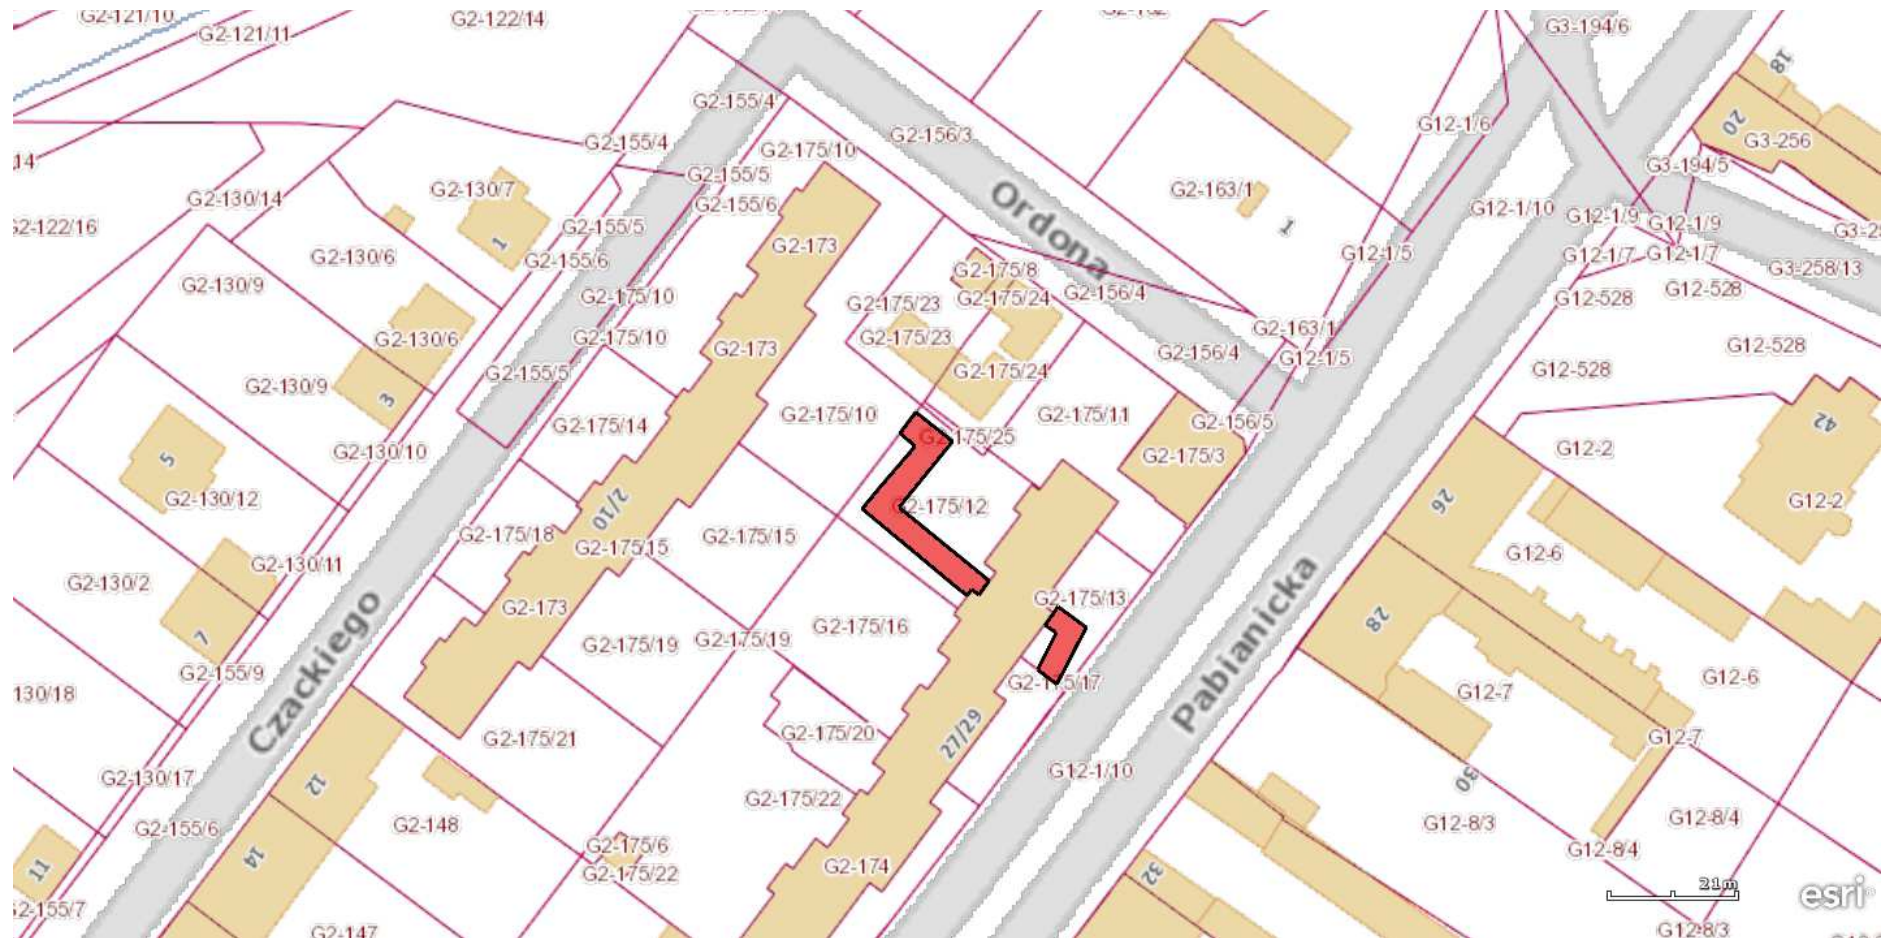 G2-121/10
G2-122/14
G2-121/11
G3-194/6
18
G2-155/4
G2-156/3
G12-1/6
20
G3-256
G2-155/4
G2-175/10
14
G2-155/5
G2-130/7
G2-163/1
G3-194/5
G2-130/14
G2-155/6
G12-1/10
G12-1/9
G12-1/9
G2-122/16
G2-155/5
Ordona
1
1
G2-173
G2-130/6
G2-155/6
G12-1/5
G12-1/7
G12-1/7
G2-175/8
G3-258/13
G2-130/9
G2-175/10
G2-175/23
G2-175/24
G2-156/4
G12-528
G12-528
G2-163/1
G2-130/6
G2-175/10
G2-175/23
G2-173
G2-156/4
G12-1/5
G12-528
G12-528
G2-155/5
G2-175/24
G2-130/9
3
G2-175/14
G2-175/10
G2-175/11
G2-156/5
42
G2-130/10
G2-175/25
G12-2
5
G2-175/3
G2-130/12
2/10
G2-175/12
26
G12-2
G2-175/18
G2-175/15
G2-175/15
G12-6
G2-130/11
G2-130/2
G2-173
G2-175/13
Czackiego
Pabianicka
28
7
G2-175/19
G2-175/19
G2-175/16
G2-155/9
G2-175/17
G12-6
130/18
G12-7
G2-175/21
G2-175/20
27/29
G12-7
G2-130/17
12
G12-1/10
30
G2-175/22
G2-155/6
G2-148
G12-8/3
G12-8/4
G2-175/6
G12-8/4
14
11
G2-175/22
G2-174
32
21m
esri
G2-155/7
G2-147
G12-8/3